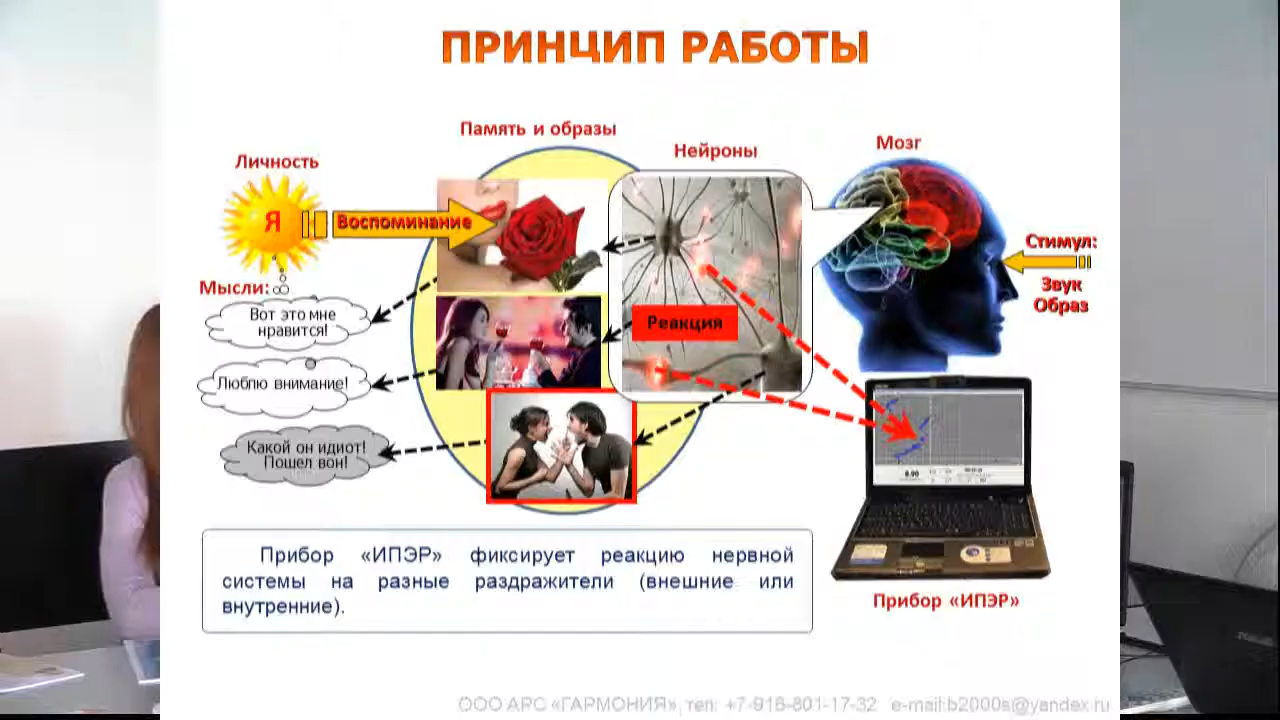 ПРИНЦИП РАБОТЫ
Память и образы
Нейроны
Мозг
Личность
Я
Воспоминание
Стимул:
Звук
Образ
Мысли:
Вот это мне
нравится!
Реакция
Люблю внимание!
Какой он идиот!
Пошел вон!
Прибор «ИПЭР» фиксирует реакцию нервной
системы на разные раздражители (внешние или
внутренние).
Прибор «ИПЭР»
ООО АРС «ГАРМОНИЯ», тел: +7-916-801-17-32 e-mail:b2000s@yandex.ru